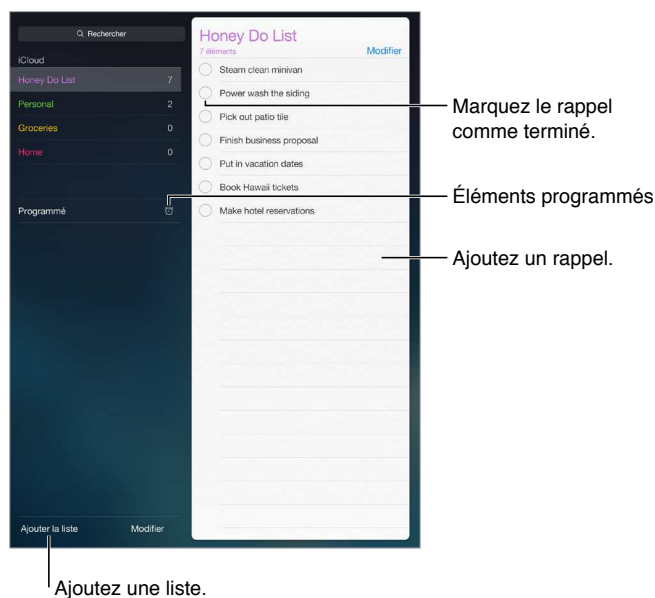 Rechercher
iCloud
Honey Do List 7
Personal 2
Groceries 0
Home 0
Programmé
Ajouter la liste Modifier
Honey Do List
7 éléments Modifier
Steam clean minivan
Power wash the siding
Pick out patio tile
Finish business proposal
Put in vacation dates
Book Hawaii tickets
Make hotel reservations
Marquez le rappel
comme terminé.
Éléments programmés
Ajoutez un rappel.
Ajoutez une liste.